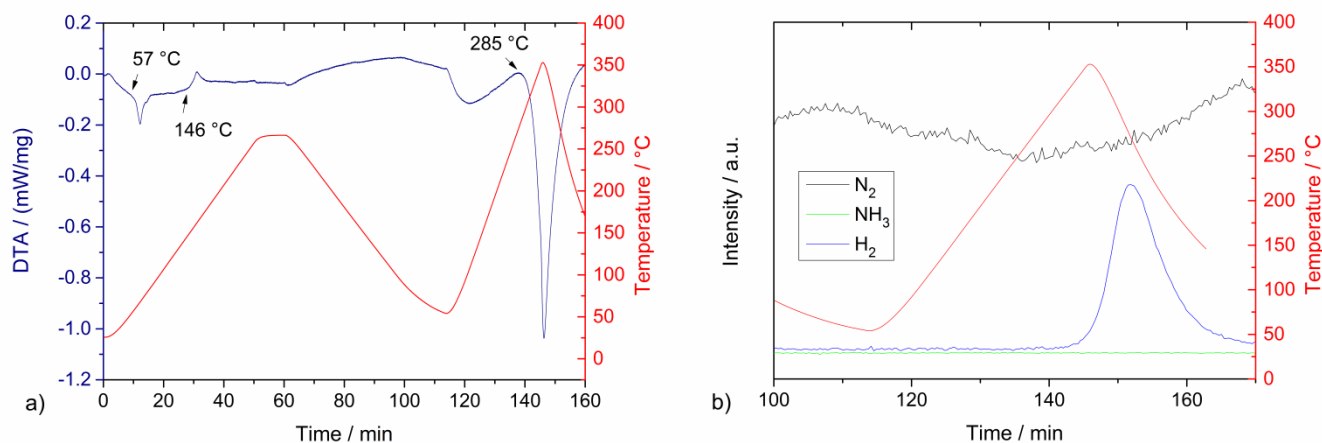 0.2
0.0
-0.2
-0.4
-0.6
-0.8
-1.0
-1.2
DTA / (mW/mg)
57 °C
146 °C
285 °C
400
350
300
250
200
150
100
50
0
Temperature / °C
0 20 40 60 80 100 120 140 160
Time / min
a)
Intensity / a.u.
N₂
NH₃
H₂
400
350
300
250
200
150
100
50
0
Temperature / °C
100 120 140 160
Time / min
b)